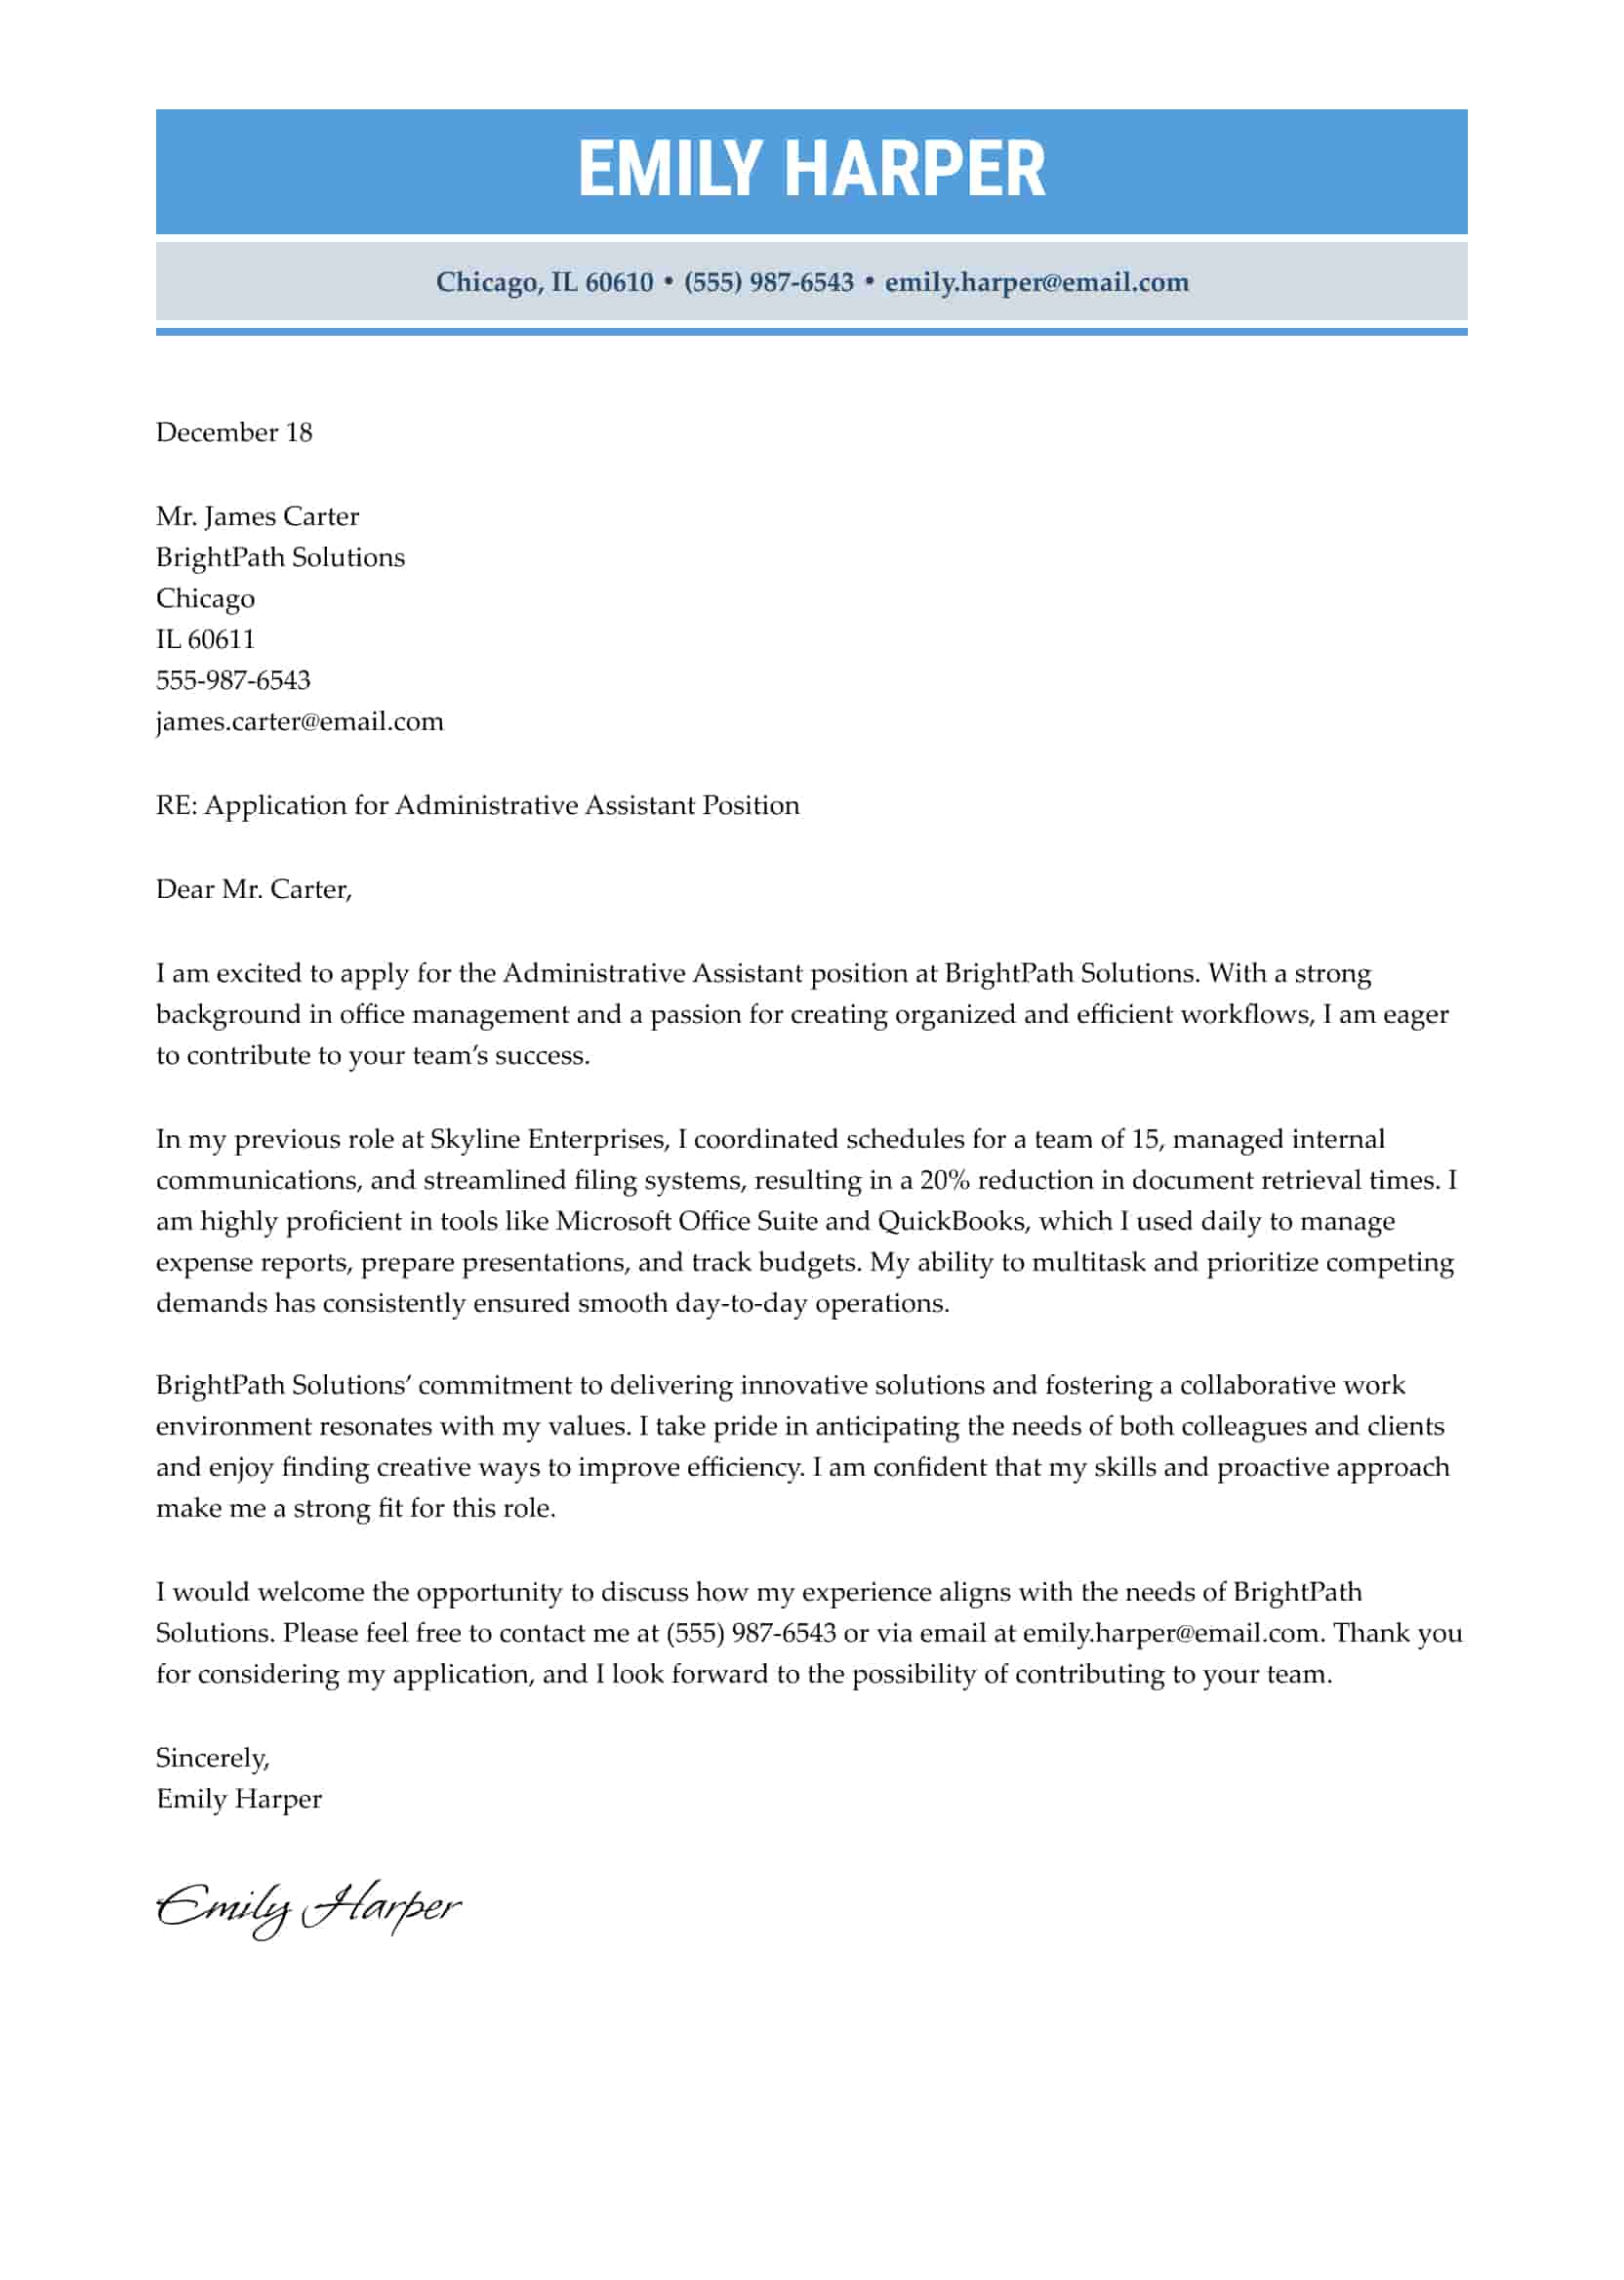 EMILY HARPER
Chicago, IL 60610 • (555) 987-6543 • emily.harper@email.com
December 18
Mr. James Carter
BrightPath Solutions
Chicago
IL 60611
555-987-6543
james.carter@email.com
RE: Application for Administrative Assistant Position
Dear Mr. Carter,
I am excited to apply for the Administrative Assistant position at BrightPath Solutions. With a strong
background in office management and a passion for creating organized and efficient workflows, I am eager
to contribute to your team’s success.
In my previous role at Skyline Enterprises, I coordinated schedules for a team of 15, managed internal
communications, and streamlined filing systems, resulting in a 20% reduction in document retrieval times. I
am highly proficient in tools like Microsoft Office Suite and QuickBooks, which I used daily to manage
expense reports, prepare presentations, and track budgets. My ability to multitask and prioritize competing
demands has consistently ensured smooth day-to-day operations.
BrightPath Solutions’ commitment to delivering innovative solutions and fostering a collaborative work
environment resonates with my values. I take pride in anticipating the needs of both colleagues and clients
and enjoy finding creative ways to improve efficiency. I am confident that my skills and proactive approach
make me a strong fit for this role.
I would welcome the opportunity to discuss how my experience aligns with the needs of BrightPath
Solutions. Please feel free to contact me at (555) 987-6543 or via email at emily.harper@email.com. Thank you
for considering my application, and I look forward to the possibility of contributing to your team.
Sincerely,
Emily Harper
Emily Harper